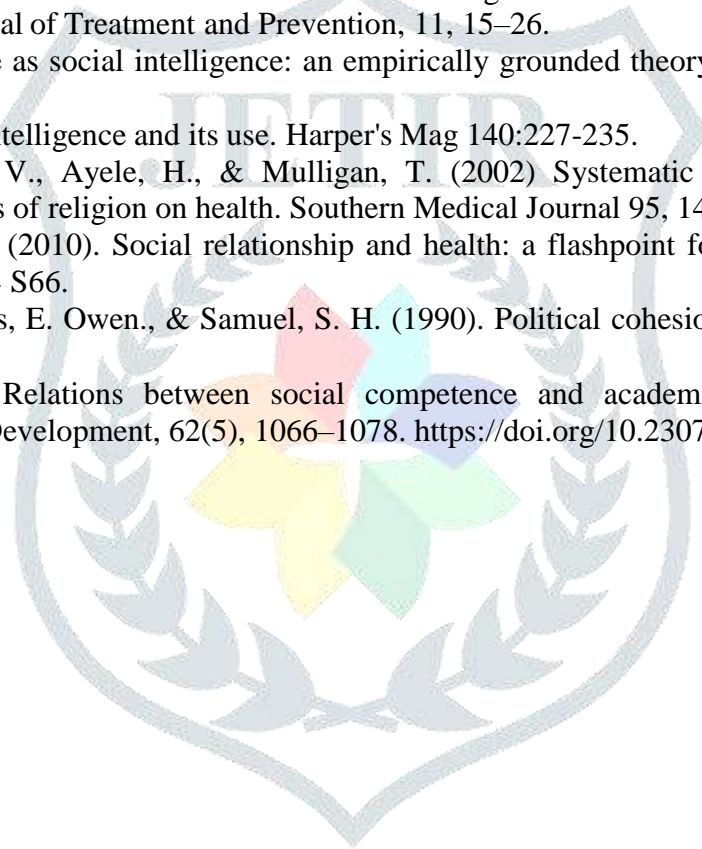 al of Treatment and Prevention, 11, 15–26.
e as social intelligence: an empirically grounded theory
ntelligence and its use. Harper's Mag 140:227-235.
V., Ayele, H., & Mulligan, T. (2002) Systematic
s of religion on health. Southern Medical Journal 95, 14
(2010). Social relationship and health: a flashpoint fo
S66.
s, E. Owen., & Samuel, S. H. (1990). Political cohesio
Relations between social competence and academ
Development, 62(5), 1066–1078. https://doi.org/10.2307
JETIR